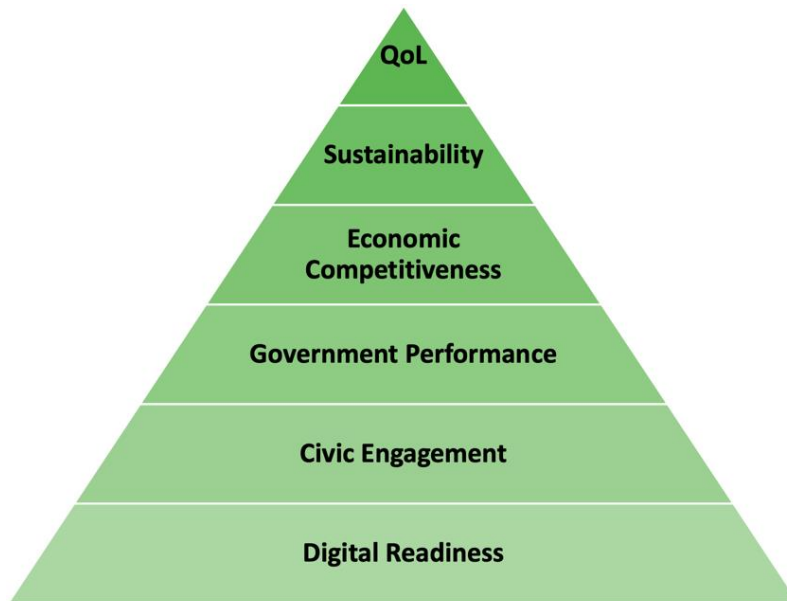 QoL
Sustainability
Economic
Competitiveness
Government Performance
Civic Engagement
Digital Readiness